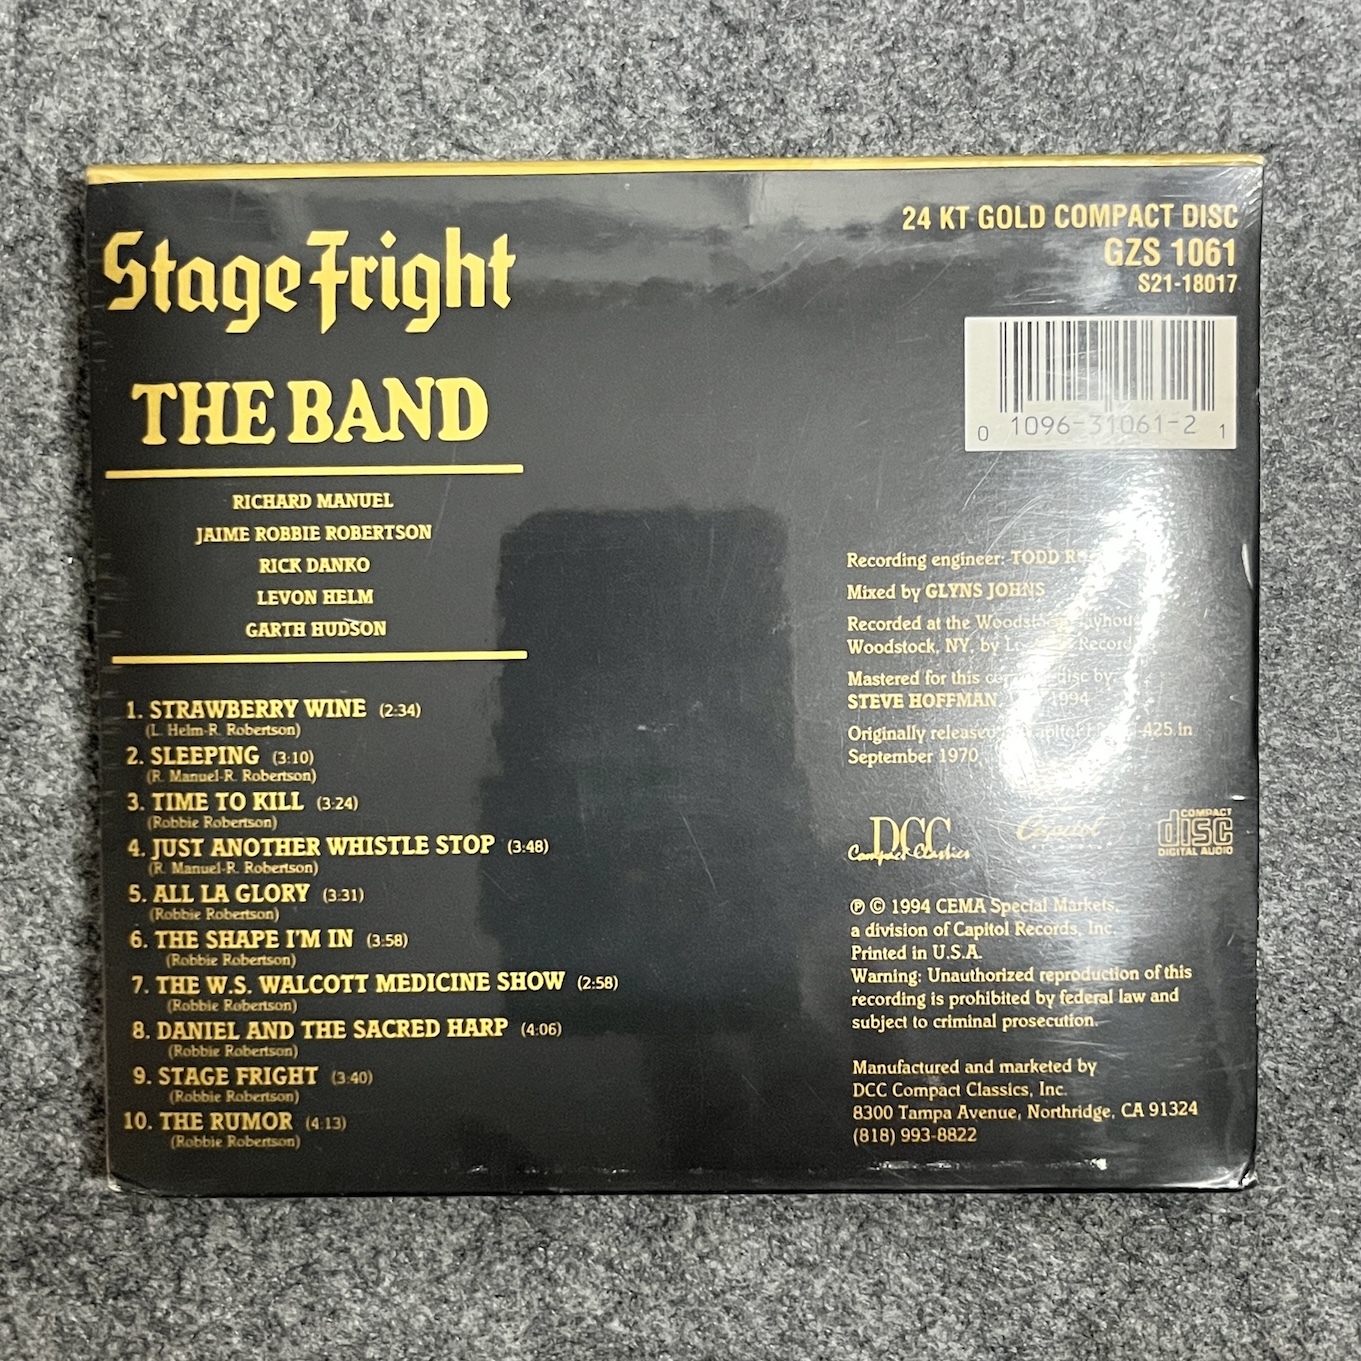 Stage Fright
THE BAND
RICHARD MANUEL
JAIME ROBBIE ROBERTSON
RICK DANKO
LEVON HELM
GARTH HUDSON
1. STRAWBERRY WINE (2:34)
(L. Helm-R. Robertson)
2. SLEEPING (3:10)
(R. Manuel-R. Robertson)
3. TIME TO KILL (3:24)
(Robbie Robertson)
4. JUST ANOTHER WHISTLE STOP (3:48)
(R. Manuel-R. Robertson)
5. ALL LA GLORY (3:31)
(Robbie Robertson)
6. THE SHAPE I'M IN (3:58)
(Robbie Robertson)
7. THE W.S. WALCOTT MEDICINE SHOW (2:58)
(Robbie Robertson)
8. DANIEL AND THE SACRED HARP (4:06)
(Robbie Robertson)
9. STAGE FRIGHT (3:40)
(Robbie Robertson)
10. THE RUMOR (4:13)
(Robbie Robertson)
24 KT GOLD COMPACT DISC
GZS 1061
S21-18017
0 1096-31061-2 1
Recording engineer: TODD
Mixed by GLYNS JOHNS
Recorded at the
Woodstock, NY, by
Mastered for this disc by:
STEVE HOFFMAN, 1994
Originally released Capitol 425 in
September 1970,
DCC
Compact Classics
Capitol
COMPACT
disc
DIGITAL AUDIO
℗ © 1994 CEMA Special Markets,
a division of Capitol Records, Inc.
Printed in U.S.A.
Warning: Unauthorized reproduction of this
recording is prohibited by federal law and
subject to criminal prosecution.
Manufactured and marketed by
DCC Compact Classics, Inc.
8300 Tampa Avenue, Northridge, CA 91324
(818) 993-8822